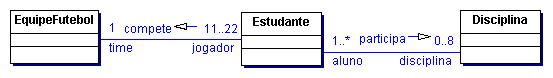 EquipeFutebol
1 compete 11..22
time jogador
Estudante
1..* participa 0..8
aluno disciplina
Disciplina